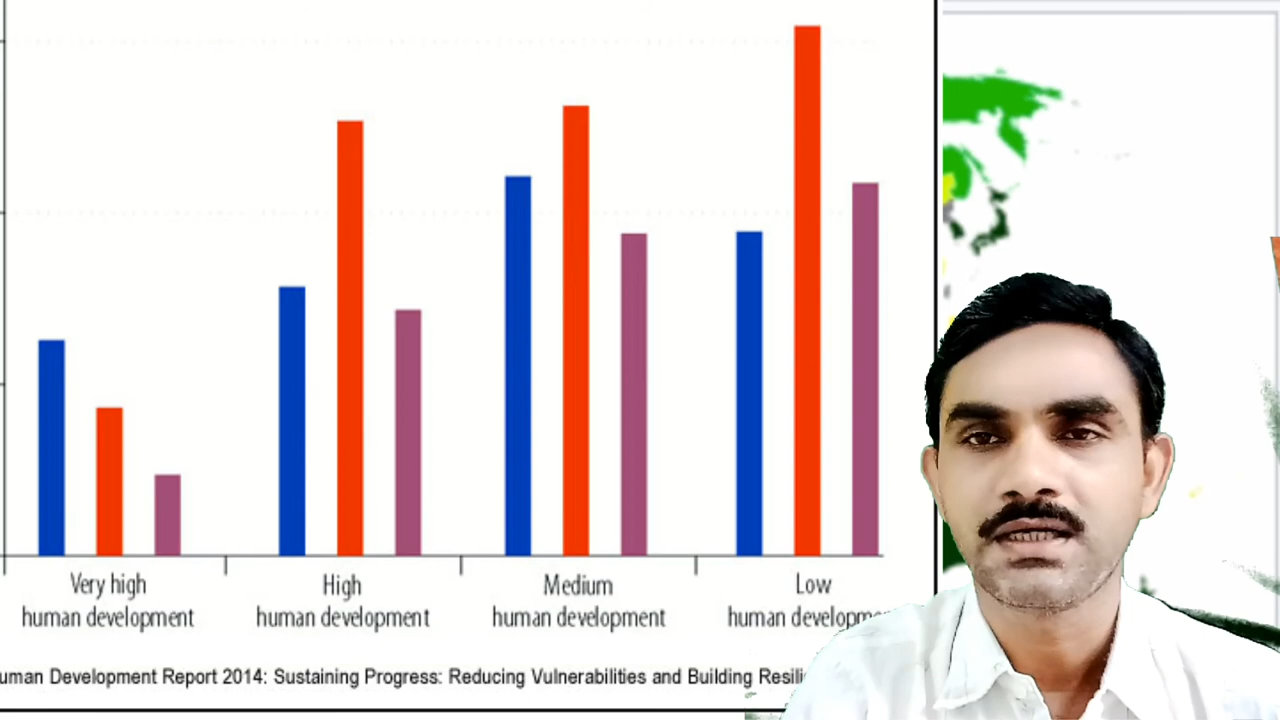 Very high
human development
High
human development
Medium
human development
Low
human
Development Report 2014: Sustaining Progress: Reducing Vulnerabilities and Building